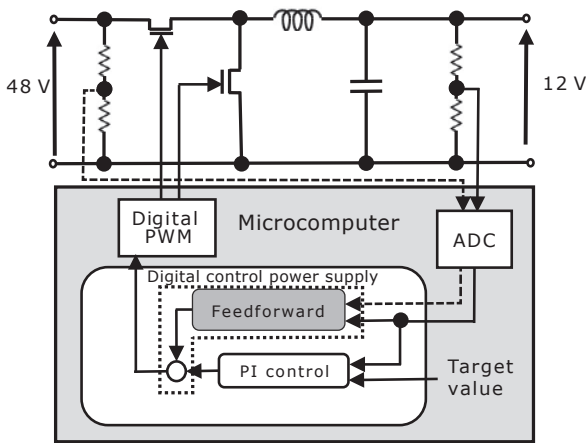 48 V
12 V
Digital
PWM
Microcomputer
ADC
Digital control power supply
Feedforward
PI control
Target
value